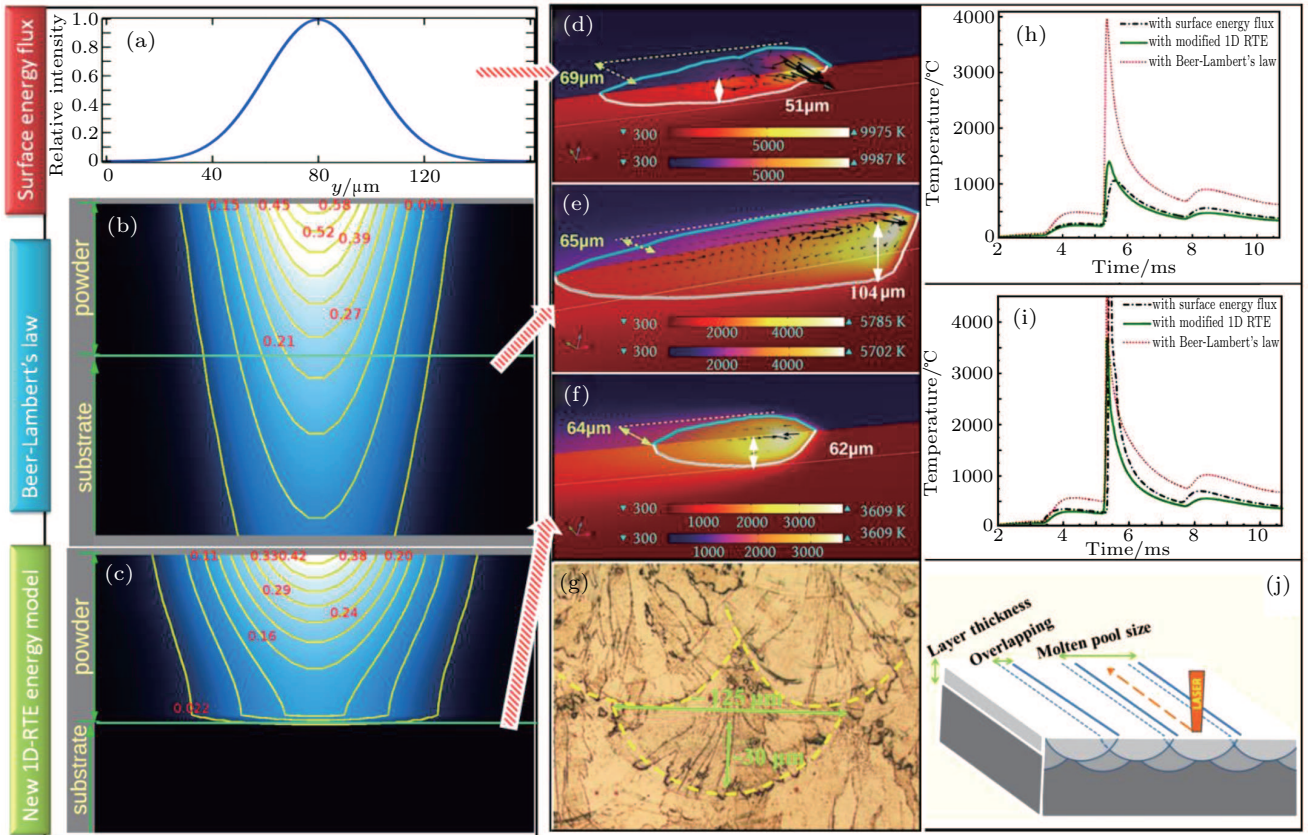 Surface energy flux
Beer-Lambert's law
New 1D-RTE energy model
(a)
Relative intensity
1.0
0.8
0.6
0.4
0.2
0
0 40 80 120
y/μm
(b)
powder
substrate
0.15 0.45 0.58 0.091
0.52 0.39
0.27
0.21
(c)
powder
substrate
0.11 0.33 0.42 0.38 0.20
0.29
0.24
0.16
0.022
(d)
69μm
51μm
300 5000 9975 K
300 5000 9987 K
(e)
65μm
104μm
300 2000 4000 5785 K
300 2000 4000 5702 K
(f)
64μm
62μm
300 1000 2000 3000 3609 K
300 1000 2000 3000 3609 K
(g)
125 μm
~30 μm
(h)
with surface energy flux
with modified 1D RTE
with Beer-Lambert's law
Temperature/°C
4000
3000
2000
1000
0
2 4 6 8 10
Time/ms
(i)
with surface energy flux
with modified 1D RTE
with Beer-Lambert's law
Temperature/°C
4000
3000
2000
1000
0
2 4 6 8 10
Time/ms
(j)
Layer thickness
Overlapping
Molten pool size
LASER